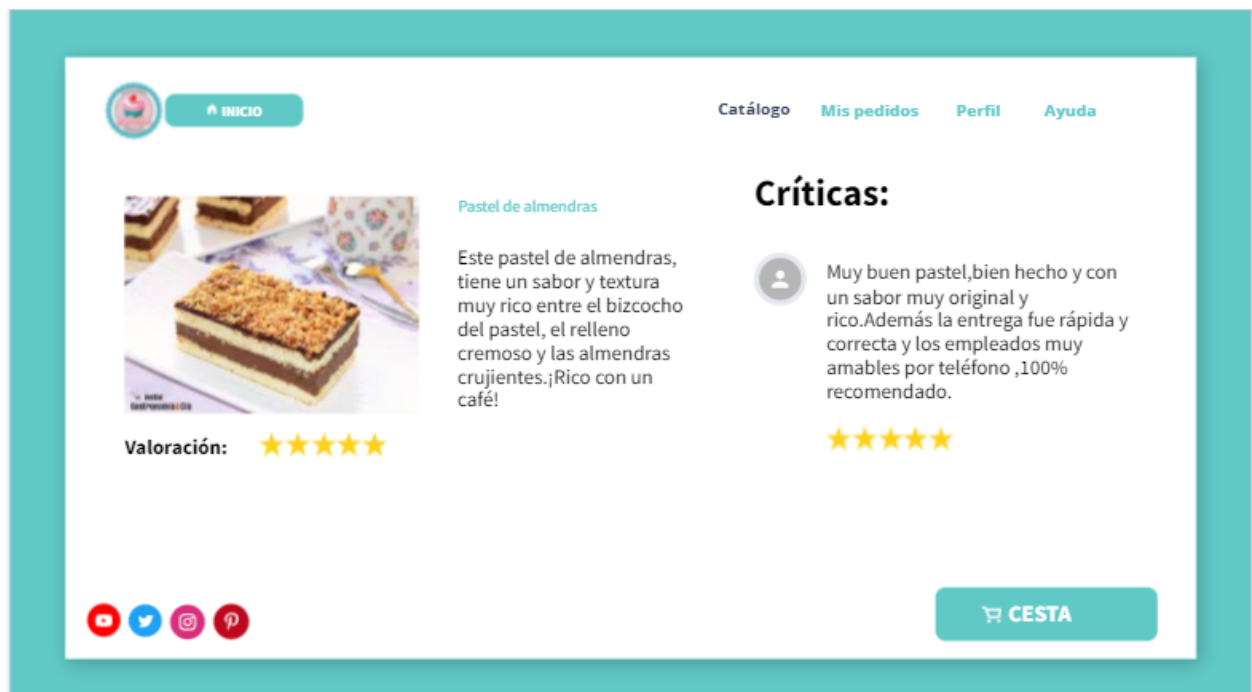 INICIO
Catálogo
Mis pedidos
Perfil
Ayuda
Pastel de almendras
Este pastel de almendras,
tiene un sabor y textura
muy rico entre el bizcocho
del pastel, el relleno
cremoso y las almendras
crujientes.¡Rico con un
café!
Valoración:
Críticas:
Muy buen pastel,bien hecho y con
un sabor muy original y
rico.Además la entrega fue rápida y
correcta y los empleados muy
amables por teléfono ,100%
recomendado.
CESTA